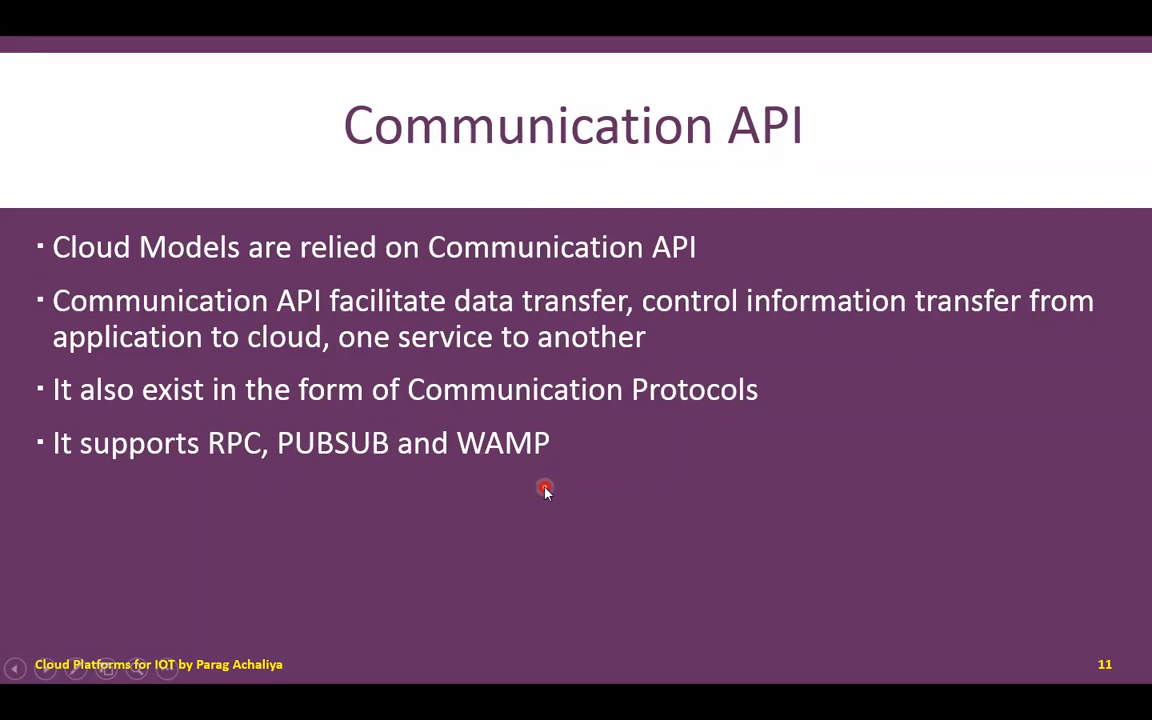 Communication API
▪ Cloud Models are relied on Communication API
▪ Communication API facilitate data transfer, control information transfer from
application to cloud, one service to another
▪ It also exist in the form of Communication Protocols
▪ It supports RPC, PUBSUB and WAMP
Cloud Platforms for IOT by Parag Achaliya
11